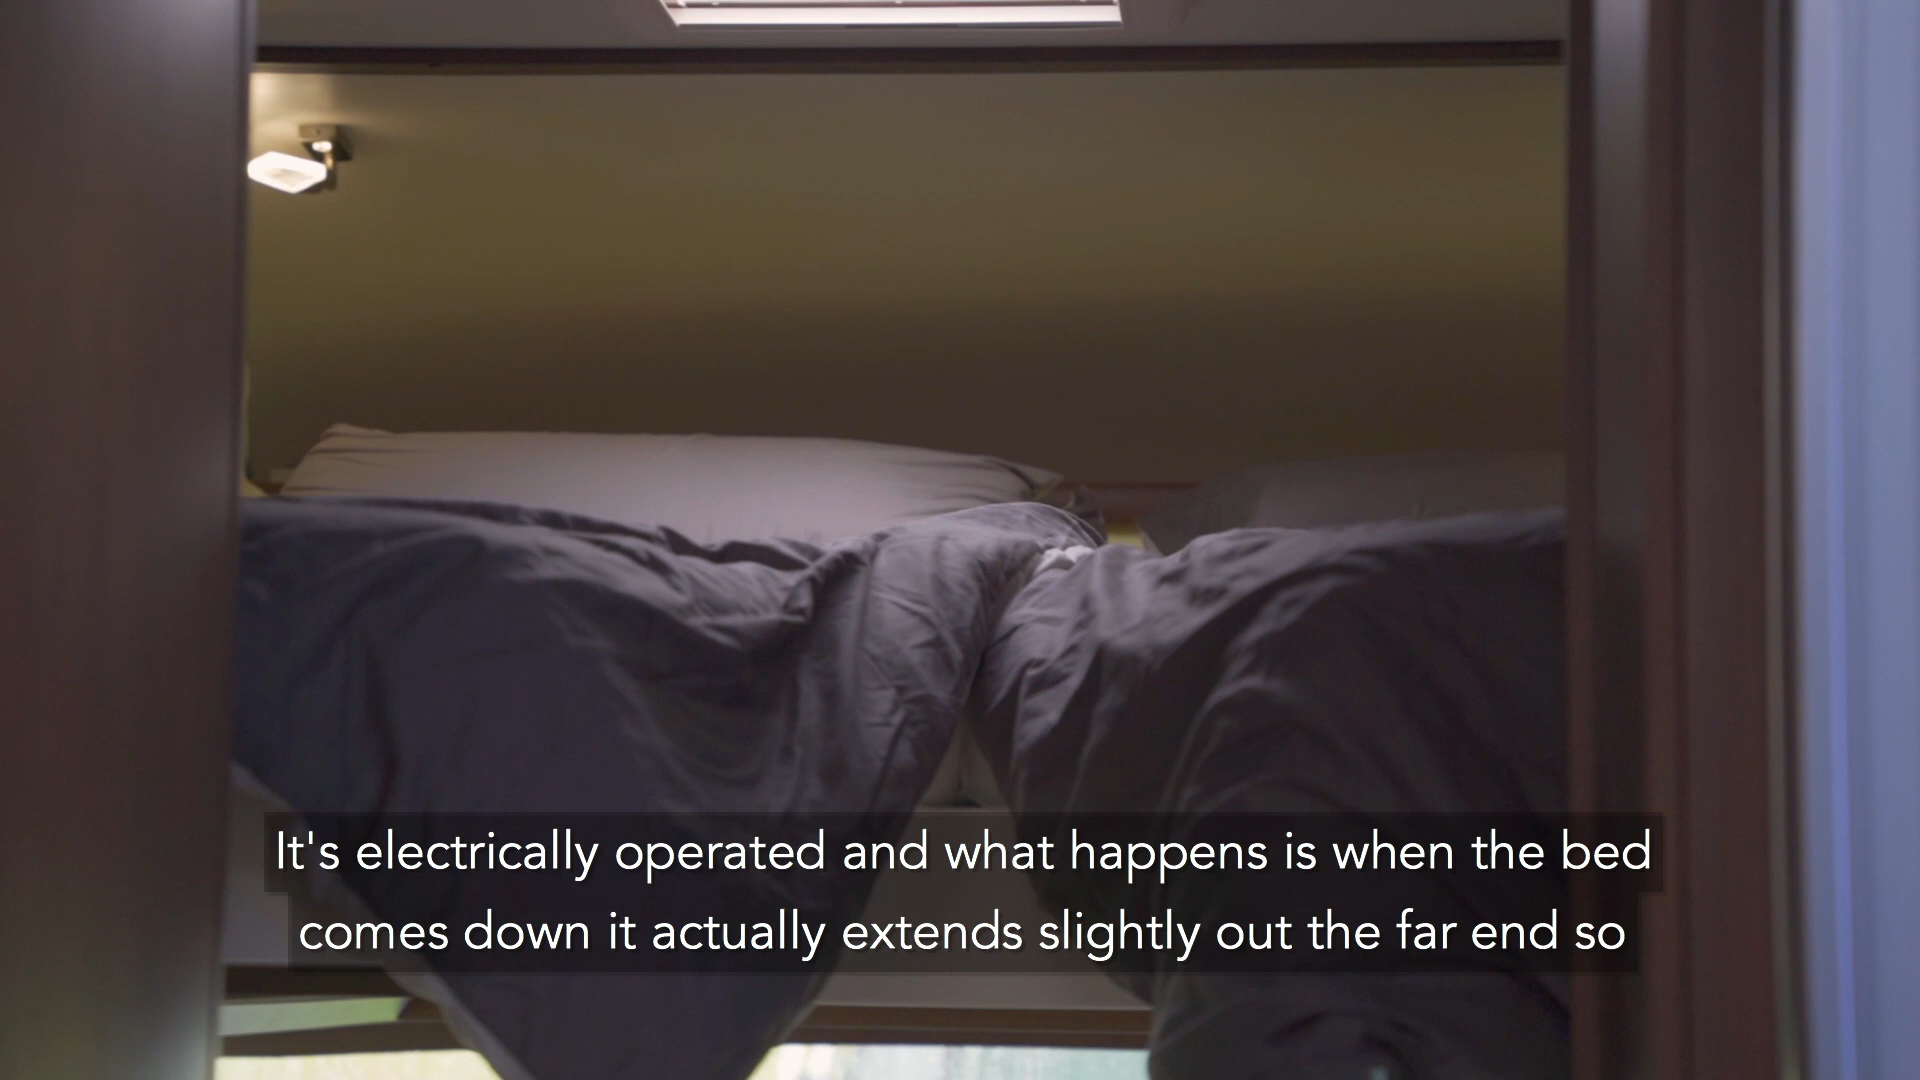 It's electrically operated and what happens is when the bed
comes down it actually extends slightly out the far end so